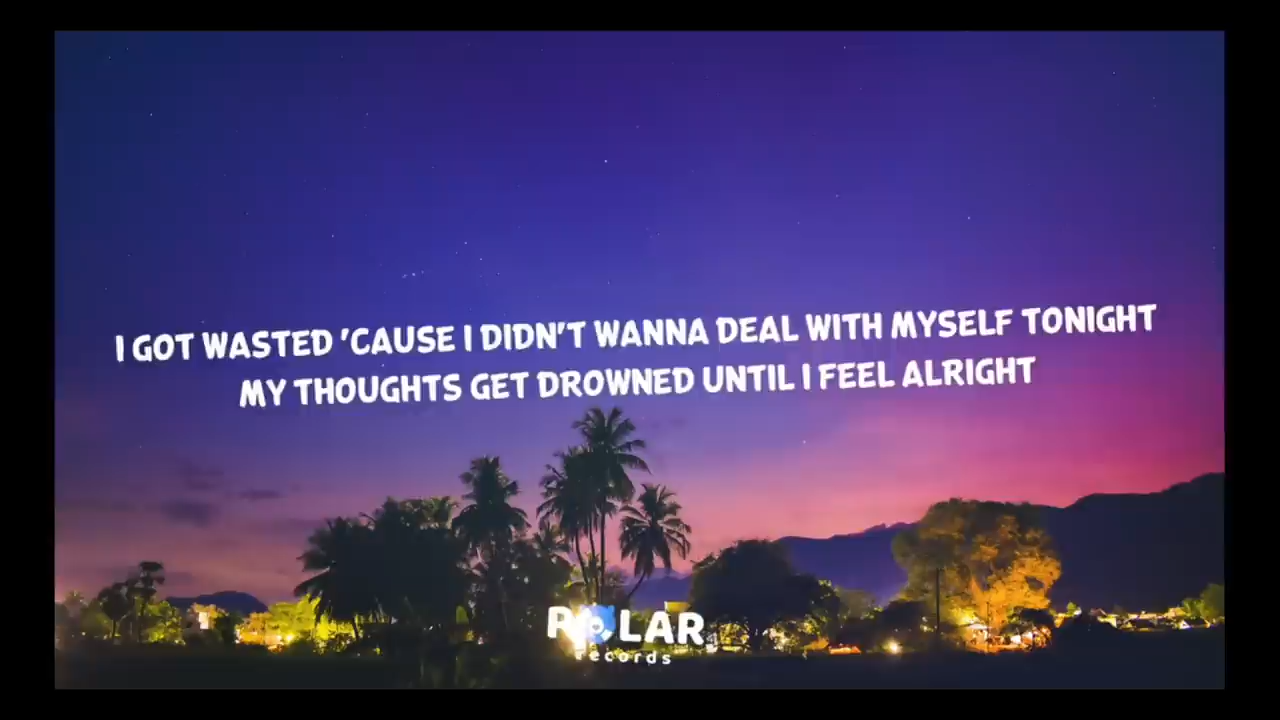 I GOT WASTED 'CAUSE I DIDN'T WANNA DEAL WITH MYSELF TONIGHT
MY THOUGHTS GET DROWNED UNTIL I FEEL ALRIGHT
POLAR
records